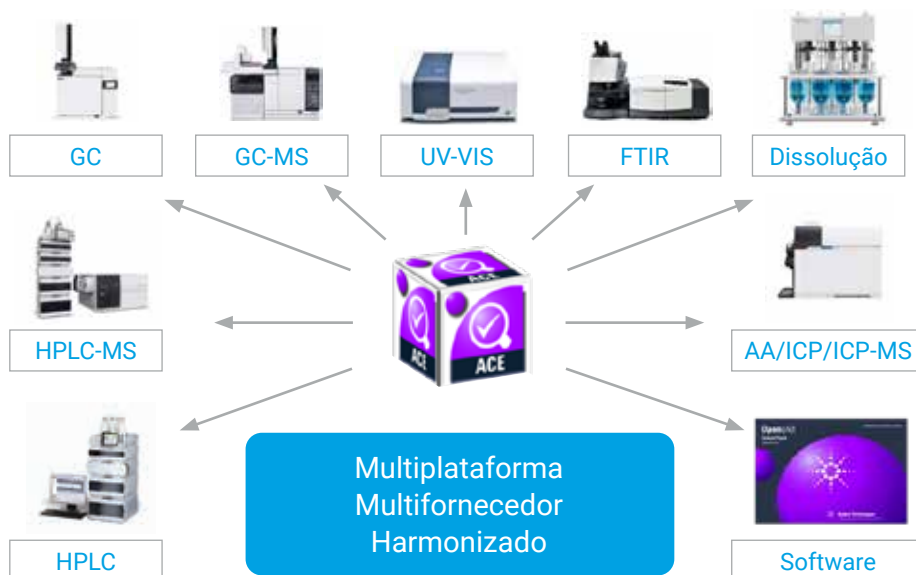 GC
GC-MS
UV-VIS
FTIR
Dissolução
ACE
ACE
ACE
HPLC-MS
AA/ICP/ICP-MS
HPLC
Multiplataforma
Multifornecedor
Harmonizado
Software